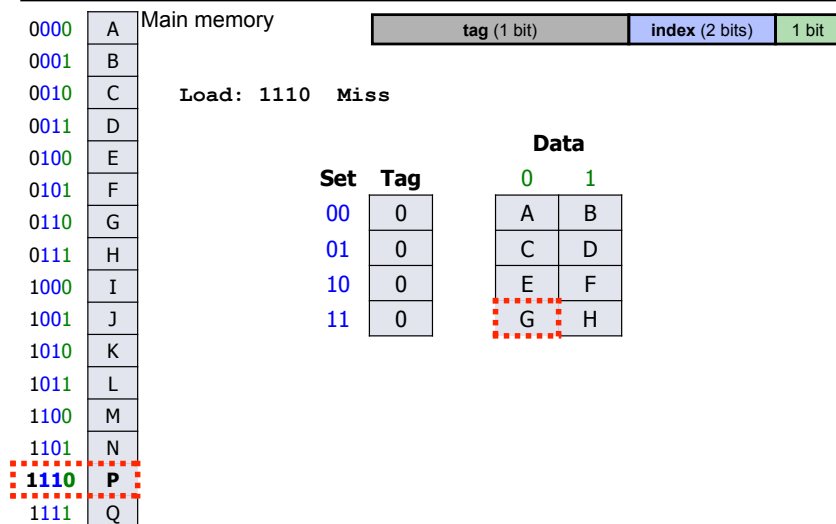 Main memory
tag (1 bit) index (2 bits) 1 bit
0000 A
0001 B
0010 C
0011 D
0100 E
0101 F
0110 G
0111 H
1000 I
1001 J
1010 K
1011 L
1100 M
1101 N
1110 P
1111 Q
Load: 1110 Miss
Data
Set Tag 0 1
00 0 A B
01 0 C D
10 0 E F
11 0 G H